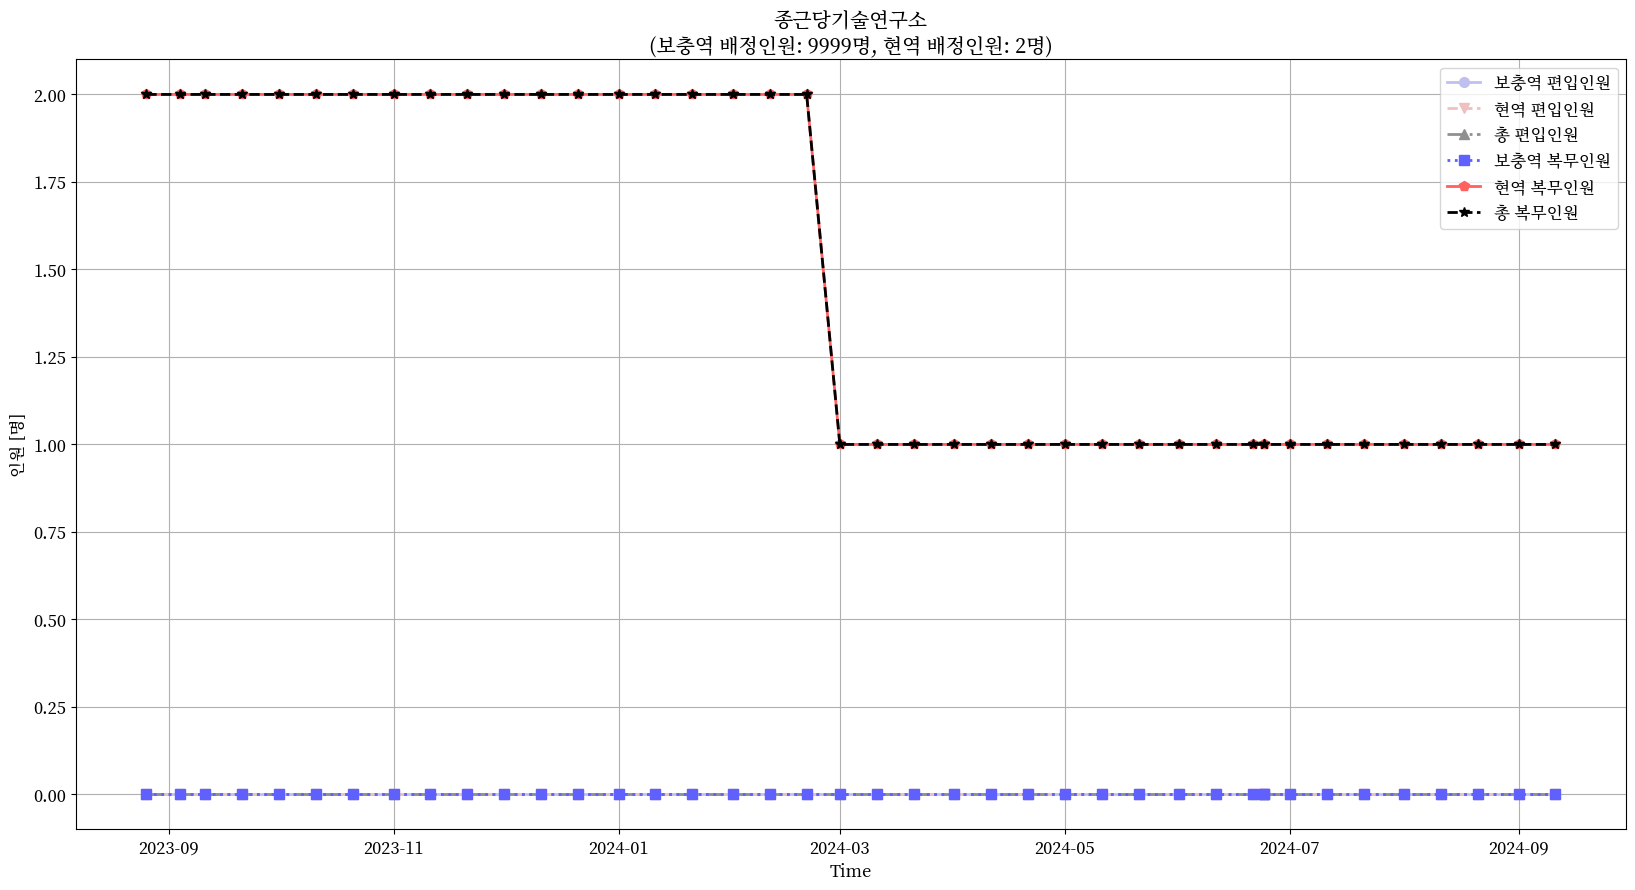 종근당기술연구소
(보충역 배정인원: 9999명, 현역 배정인원: 2명)
보충역 편입인원
현역 편입인원
총 편입인원
보충역 복무인원
현역 복무인원
총 복무인원
인원 [명]
2.00
1.75
1.50
1.25
1.00
0.75
0.50
0.25
0.00
2023-09
2023-11
2024-01
2024-03
2024-05
2024-07
2024-09
Time